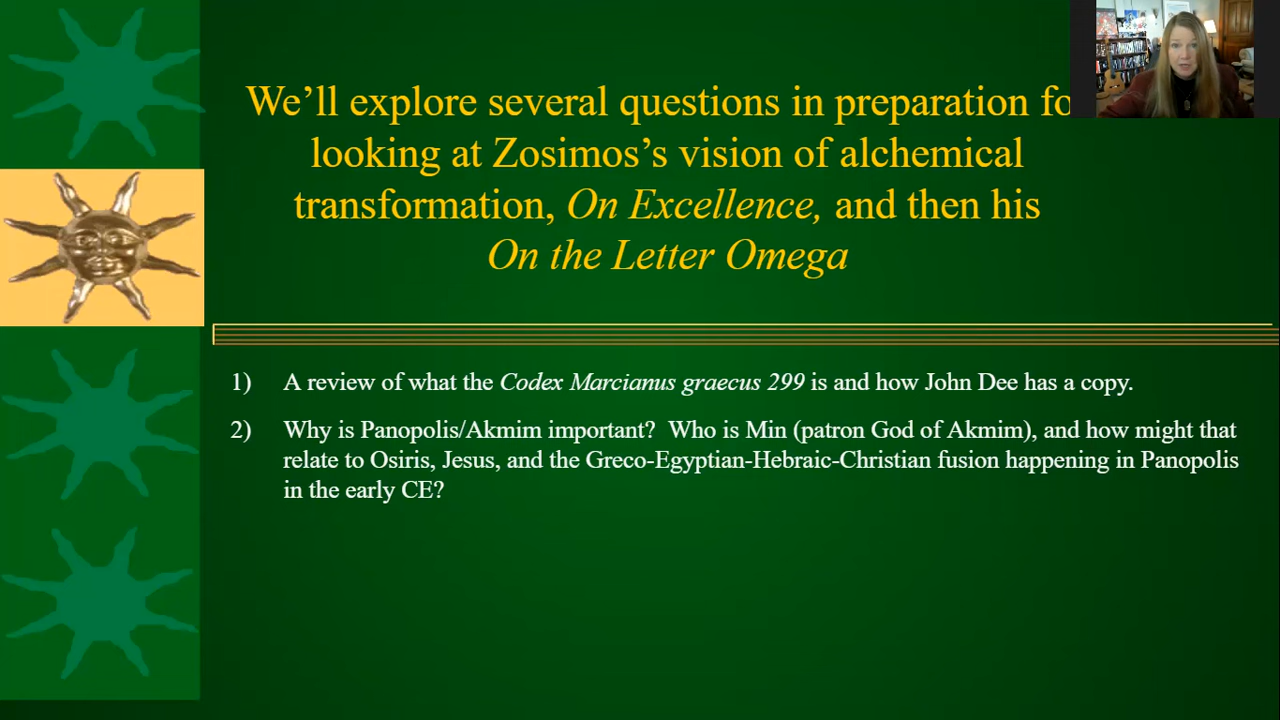 We'll explore several questions in preparation fo
looking at Zosimos's vision of alchemical
transformation, On Excellence, and then his
On the Letter Omega
1) A review of what the Codex Marcianus graecus 299 is and how John Dee has a copy.
2) Why is Panopolis/Akmim important? Who is Min (patron God of Akmim), and how might that
relate to Osiris, Jesus, and the Greco-Egyptian-Hebraic-Christian fusion happening in Panopolis
in the early CE?